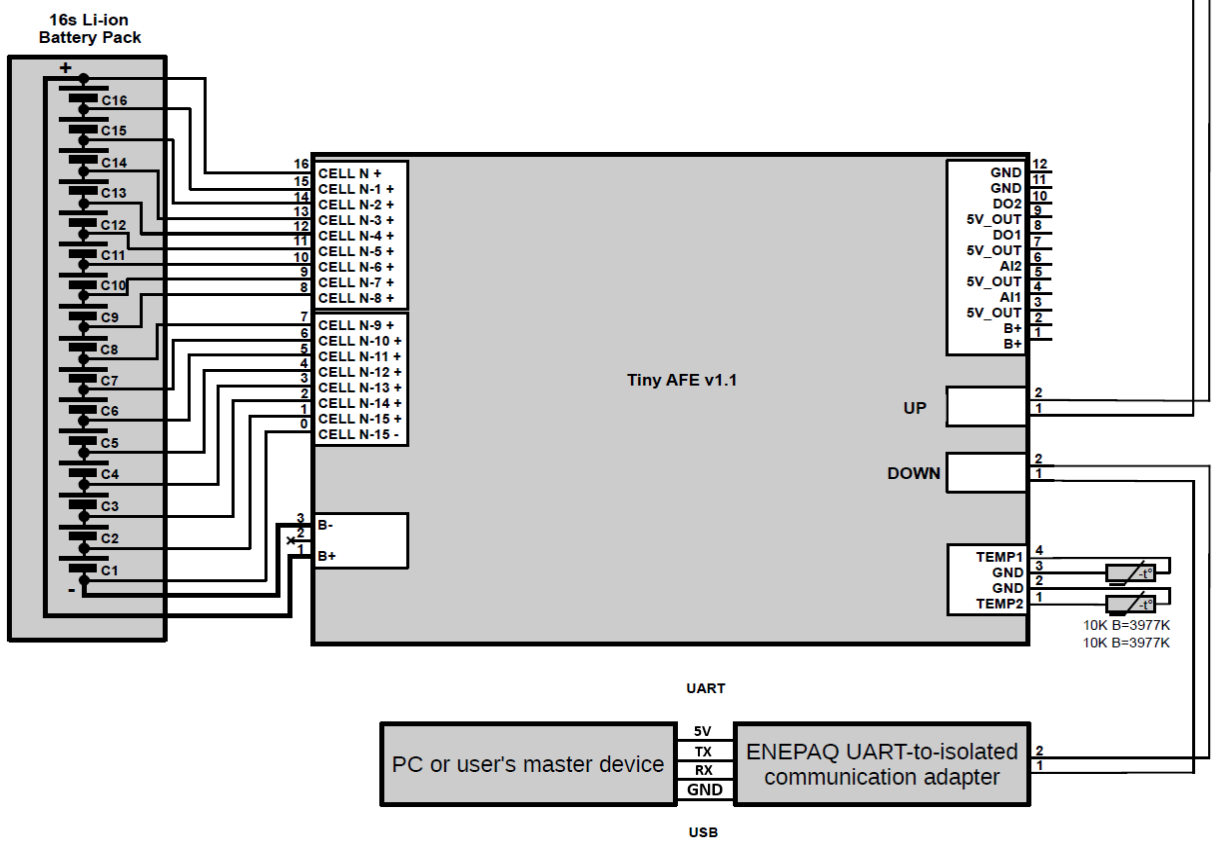 16s Li-ion
Battery Pack
+
C16
C15
C14
C13
C12
C11
C10
C9
C8
C7
C6
C5
C4
C3
C2
C1
-
16 CELL N +
15 CELL N-1 +
14 CELL N-2 +
13 CELL N-3 +
12 CELL N-4 +
11 CELL N-5 +
10 CELL N-6 +
9 CELL N-7 +
8 CELL N-8 +
7 CELL N-9 +
6 CELL N-10 +
5 CELL N-11 +
4 CELL N-12 +
3 CELL N-13 +
2 CELL N-14 +
1 CELL N-15 +
0 CELL N-15 -
3 B-
2
1 B+
Tiny AFE v1.1
GND 12
GND 11
DO2 10
5V_OUT 9
DO1 8
5V_OUT 7
AI2 6
5V_OUT 5
AI1 4
5V_OUT 3
B+ 2
B+ 1
UP
2
1
DOWN
2
1
TEMP1 4
GND 3
GND 2
TEMP2 1
-t°
-t°
10K B=3977K
10K B=3977K
UART
PC or user's master device
5V
TX
RX
GND
ENEPAQ UART-to-isolated
communication adapter
2
1
USB